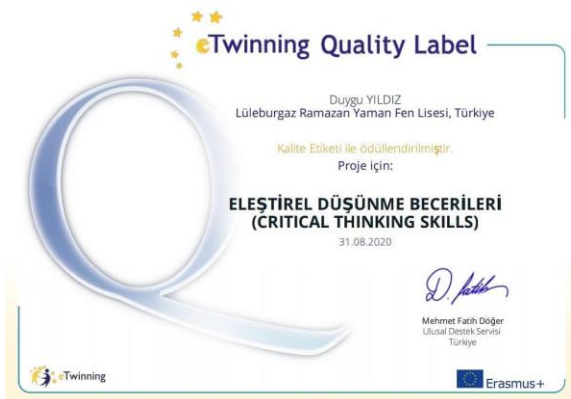 eTwinning Quality Label
Duygu YILDIZ
Lüleburgaz Ramazan Yaman Fen Lisesi, Türkiye
Kalite Etiketi ile ödüllendirilmiştir.
Proje için:
ELEŞTİREL DÜŞÜNME BECERİLERİ
(CRITICAL THINKING SKILLS)
31.08.2020
D. fatih
Mehmet Fatih Döğer
Ulusal Destek Servisi
Türkiye
eTwinning
Erasmus+